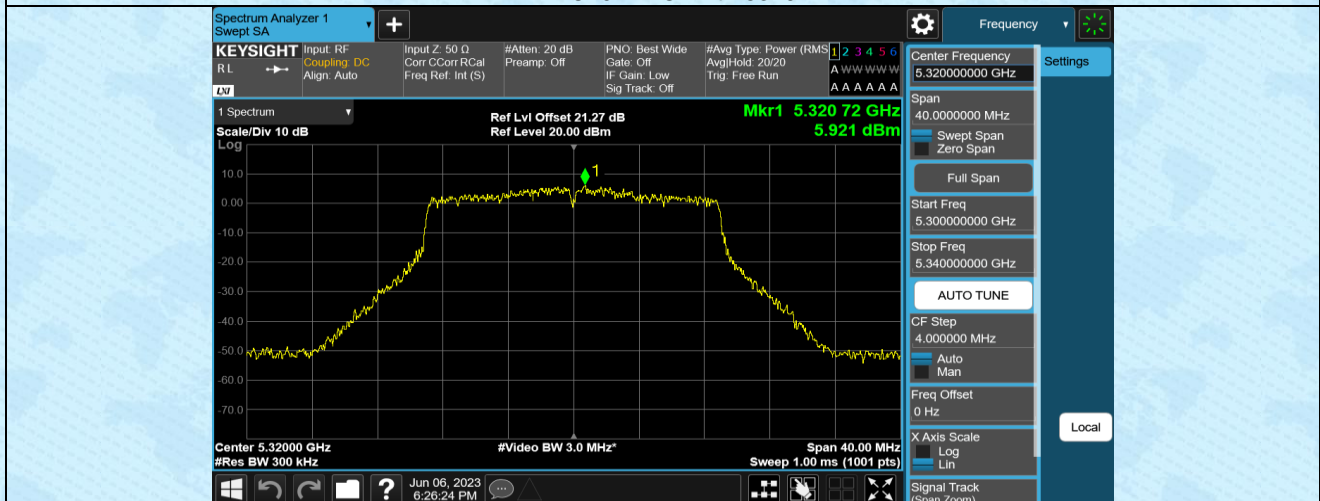 Spectrum Analyzer 1
Swept SA
+
Frequency
KEYSIGHT
R L
LXI
Input: RF
Coupling: DC
Align: Auto
Input Z: 50 Ω
Corr CCorr RCal
Freq Ref: Int (S)
#Atten: 20 dB
Preamp: Off
PNO: Best Wide
Gate: Off
IF Gain: Low
Sig Track: Off
#Avg Type: Power (RMS
Avg|Hold: 20/20
Trig: Free Run
1 2 3 4 5 6
A W W W W W
A A A A A A
1 Spectrum
Scale/Div 10 dB
Log
Ref Lvl Offset 21.27 dB
Ref Level 20.00 dBm
Mkr1 5.320 72 GHz
5.921 dBm
1
10.0
0.00
-10.0
-20.0
-30.0
-40.0
-50.0
-60.0
-70.0
Center 5.32000 GHz
#Res BW 300 kHz
#Video BW 3.0 MHz*
Span 40.00 MHz
Sweep 1.00 ms (1001 pts)
?
Jun 06, 2023
6:26:24 PM
Center Frequency
5.320000000 GHz
Span
40.0000000 MHz
Swept Span
Zero Span
Full Span
Start Freq
5.300000000 GHz
Stop Freq
5.340000000 GHz
AUTO TUNE
CF Step
4.000000 MHz
Auto
Man
Freq Offset
0 Hz
X Axis Scale
Log
Lin
Signal Track
(Span Zoom)
Settings
Local